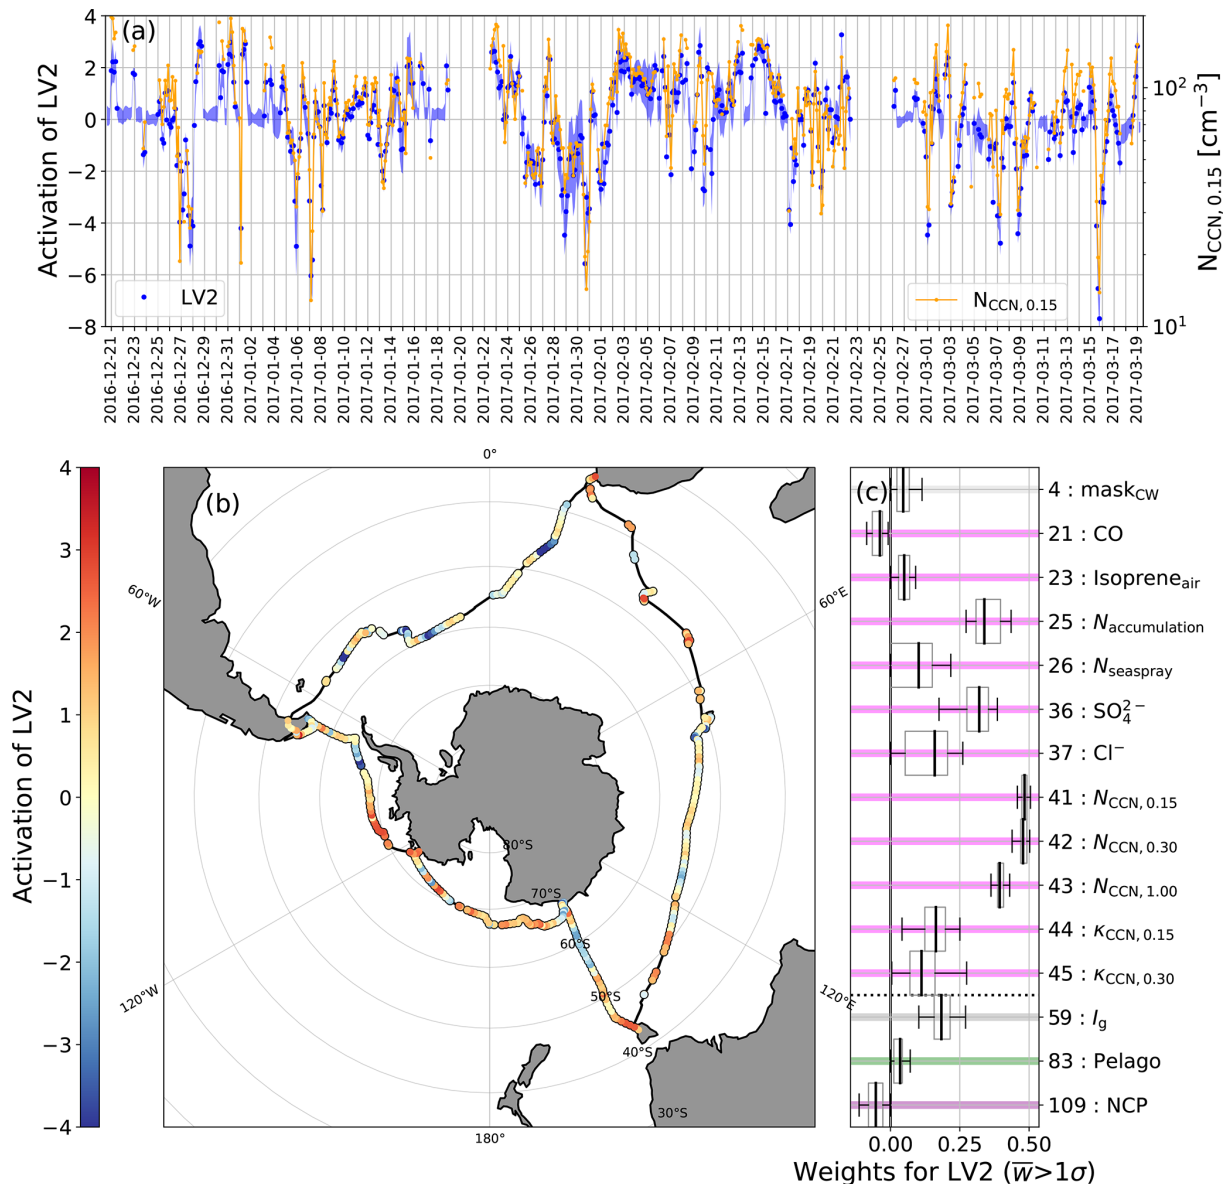 (a)
Activation of LV2
4
2
0
−2
−4
−6
−8
LV2
N_CCN, 0.15
10²
10¹
N_CCN, 0.15 [cm⁻³]
2016-12-21
2016-12-23
2016-12-25
2016-12-27
2016-12-29
2016-12-31
2017-01-02
2017-01-04
2017-01-06
2017-01-08
2017-01-10
2017-01-12
2017-01-14
2017-01-16
2017-01-18
2017-01-20
2017-01-22
2017-01-24
2017-01-26
2017-01-28
2017-01-30
2017-02-01
2017-02-03
2017-02-05
2017-02-07
2017-02-09
2017-02-11
2017-02-13
2017-02-15
2017-02-17
2017-02-19
2017-02-21
2017-02-23
2017-02-25
2017-02-27
2017-03-01
2017-03-03
2017-03-05
2017-03-07
2017-03-09
2017-03-11
2017-03-13
2017-03-15
2017-03-17
2017-03-19
Activation of LV2
4
3
2
1
0
−1
−2
−3
−4
(b)
0°
60°W
60°E
120°W
120°E
180°
80°S
70°S
60°S
50°S
40°S
30°S
(c)
4 : mask_CW
21 : CO
23 : Isoprene_air
25 : N_accumulation
26 : N_seaspray
36 : SO₄²⁻
37 : Cl⁻
41 : N_CCN, 0.15
42 : N_CCN, 0.30
43 : N_CCN, 1.00
44 : κ_CCN, 0.15
45 : κ_CCN, 0.30
59 : I_g
83 : Pelago
109 : NCP
0.00 0.25 0.50
Weights for LV2 (w̅>1σ)